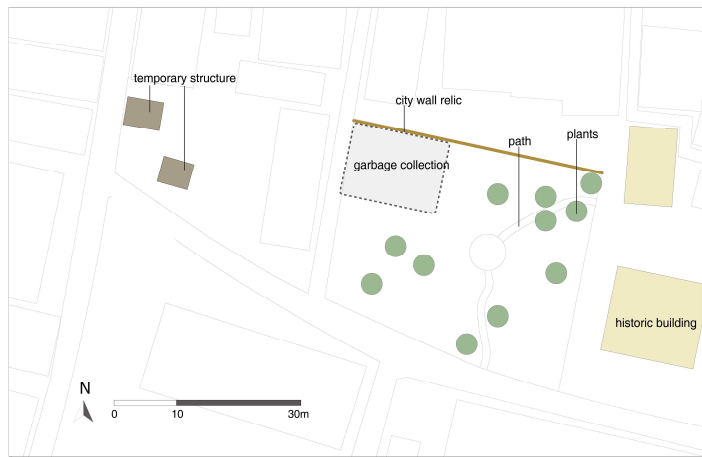 temporary structure
city wall relic
path
plants
garbage collection
historic building
N
0
10
30m